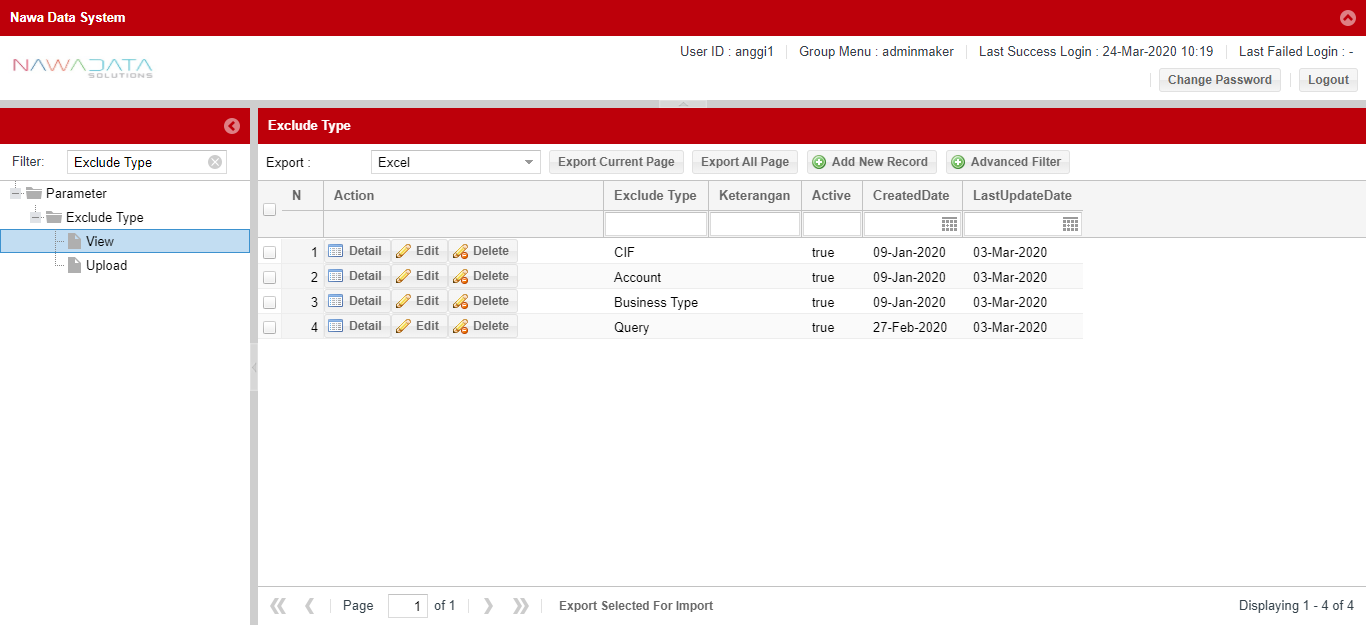 Nawa Data System
User ID : anggi1 Group Menu : adminmaker Last Success Login : 24-Mar-2020 10:19 Last Failed Login : -
NAWADATA
SOLUTIONS
Change Password Logout
Exclude Type
Filter: Exclude Type
Export : Excel Export Current Page Export All Page Add New Record Advanced Filter
Parameter
Exclude Type
View
Upload
N Action Exclude Type Keterangan Active CreatedDate LastUpdateDate
1 Detail Edit Delete CIF true 09-Jan-2020 03-Mar-2020
2 Detail Edit Delete Account true 09-Jan-2020 03-Mar-2020
3 Detail Edit Delete Business Type true 09-Jan-2020 03-Mar-2020
4 Detail Edit Delete Query true 27-Feb-2020 03-Mar-2020
Page 1 of 1 Export Selected For Import Displaying 1 - 4 of 4